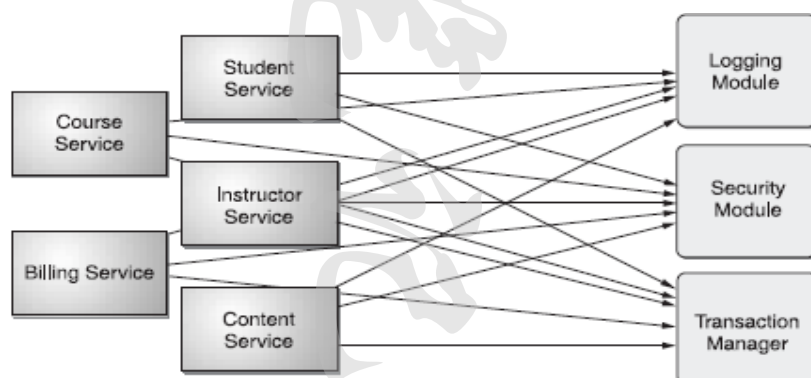 Student
Service
Logging
Module
Course
Service
Instructor
Service
Security
Module
Billing Service
Content
Service
Transaction
Manager